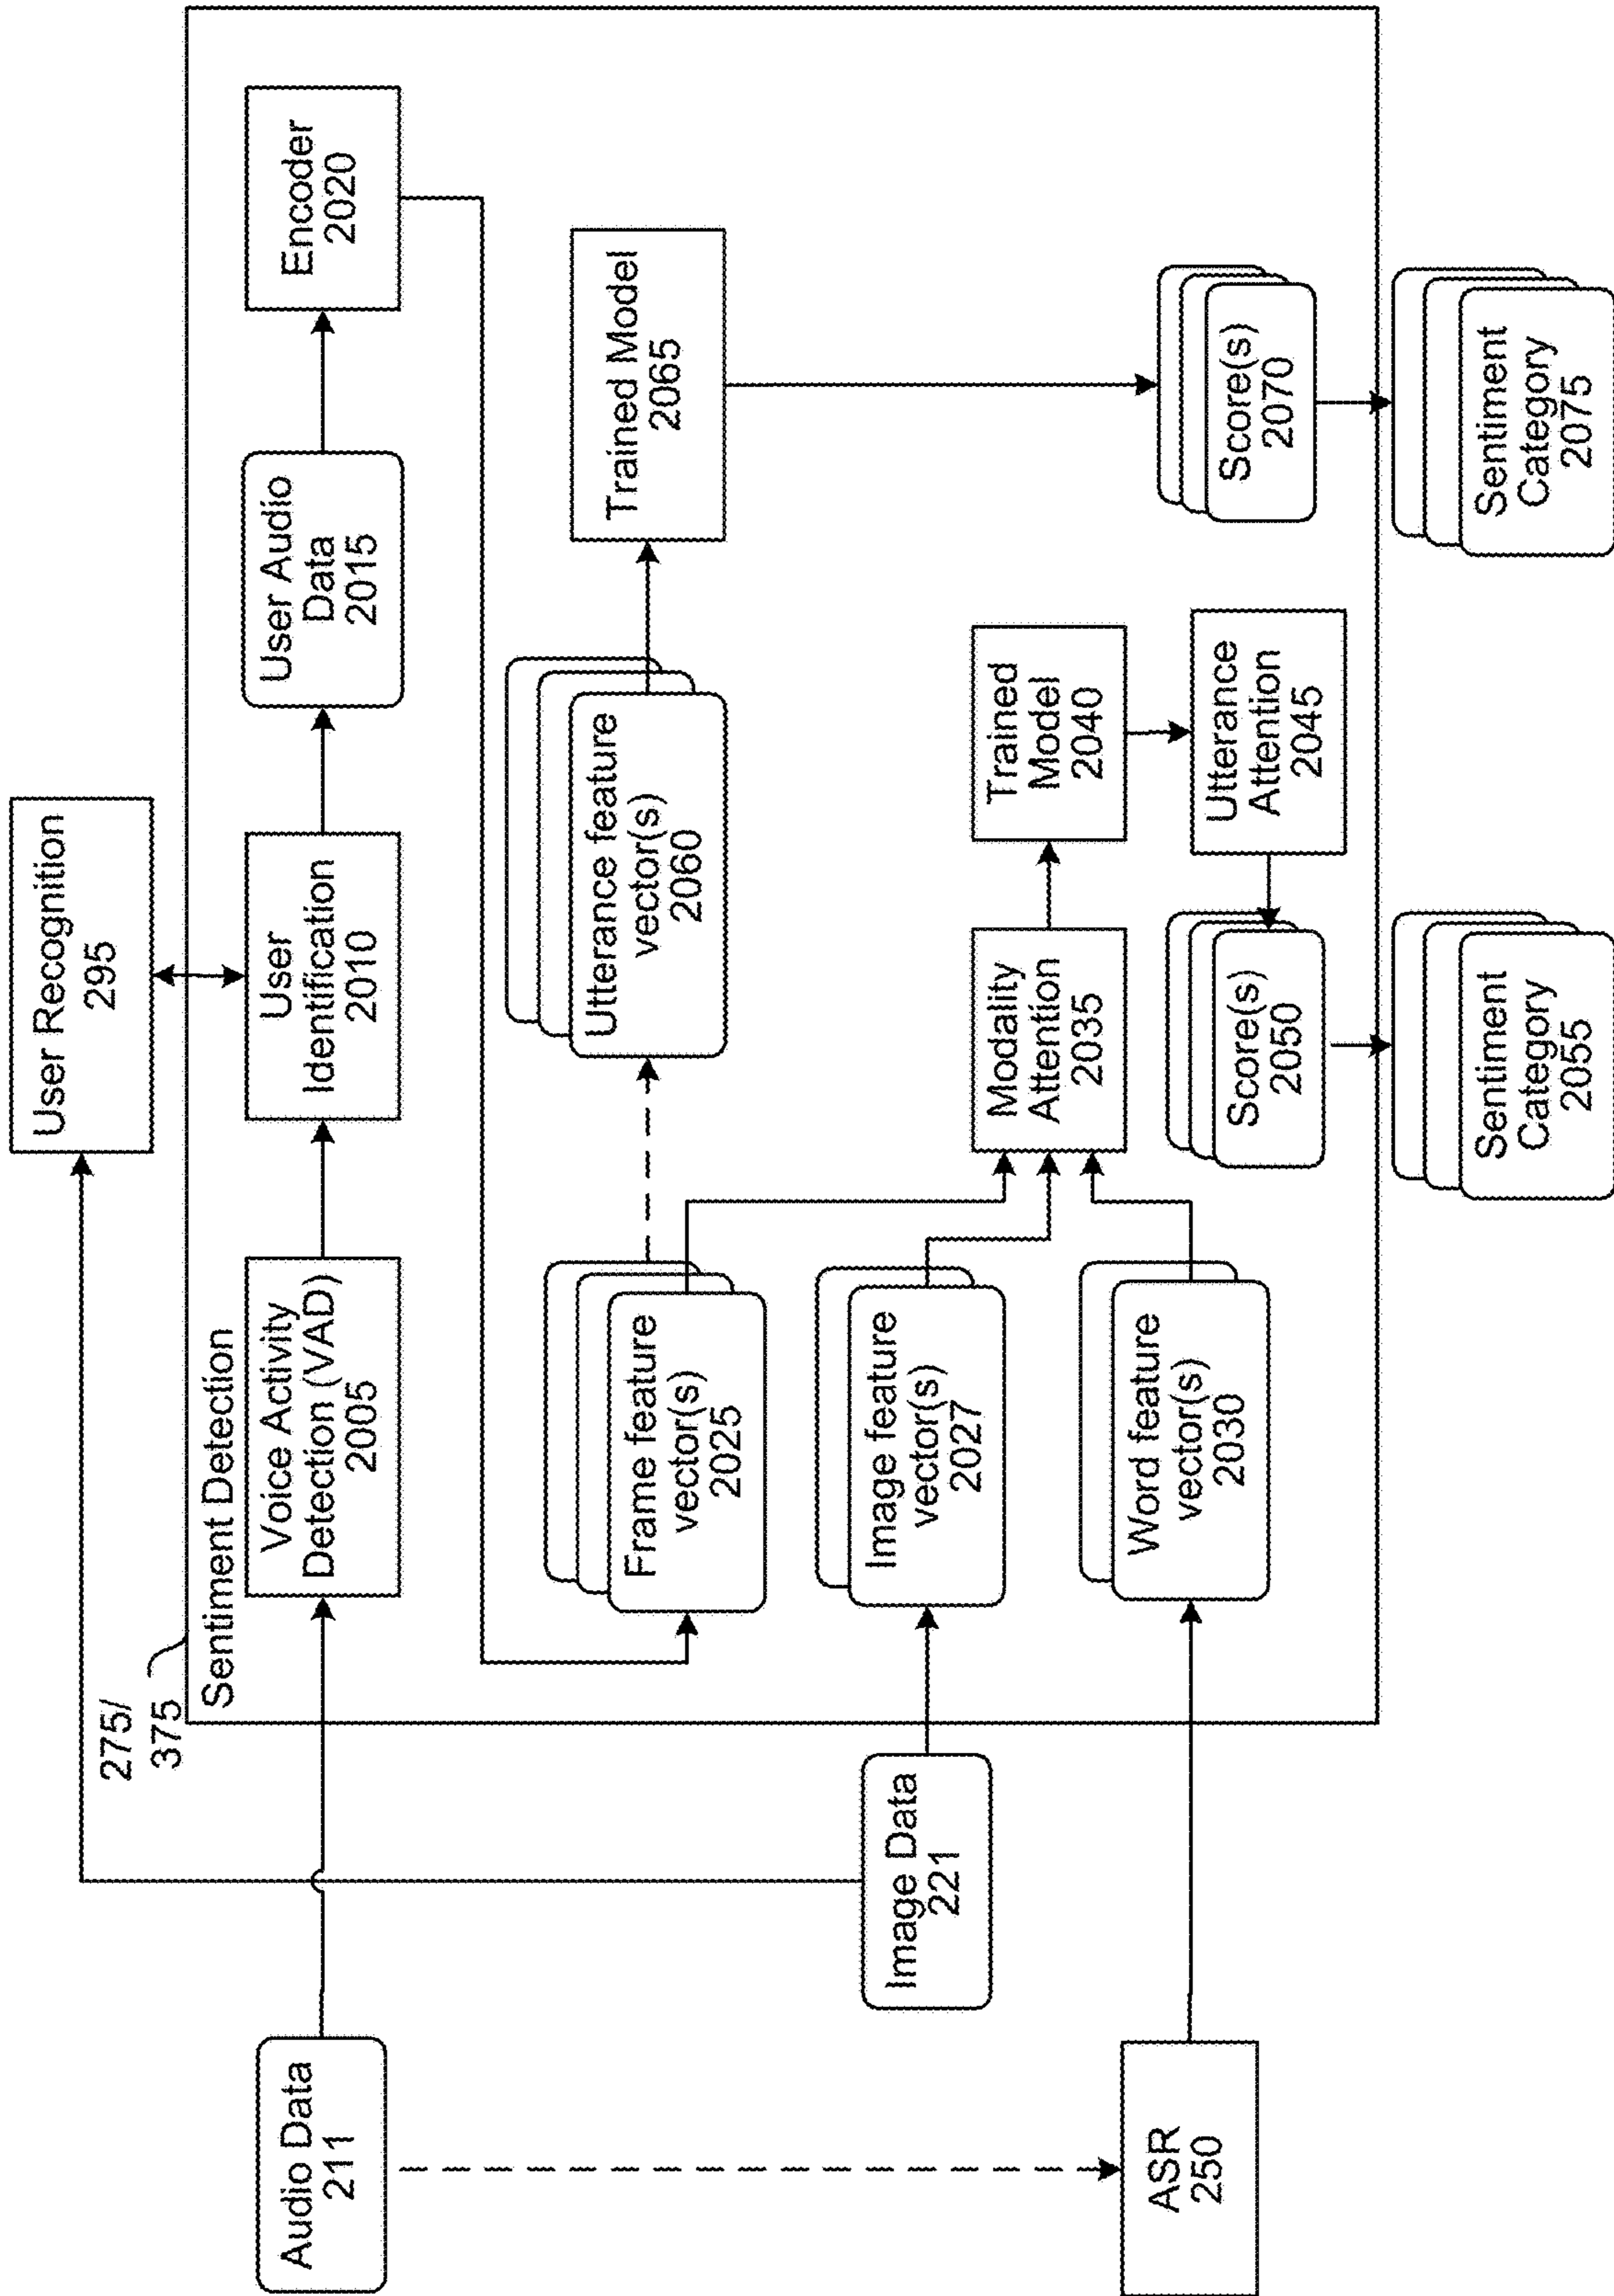 User Recognition
295
275/
375
Sentiment Detection
Audio Data
211
Voice Activity
Detection (VAD)
2005
User
Identification
2010
User Audio
Data
2015
Encoder
2020
Frame feature
vector(s)
2025
Utterance feature
vector(s)
2060
Trained Model
2065
Image Data
221
Image feature
vector(s)
2027
Modality
Attention
2035
Trained
Model
2040
ASR
250
Word feature
vector(s)
2030
Utterance
Attention
2045
Score(s)
2050
Score(s)
2070
Sentiment
Category
2055
Sentiment
Category
2075